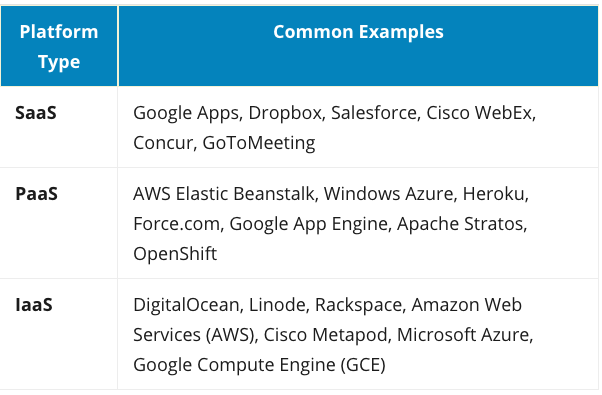 Platform Type
Common Examples
SaaS
Google Apps, Dropbox, Salesforce, Cisco WebEx,
Concur, GoToMeeting
PaaS
AWS Elastic Beanstalk, Windows Azure, Heroku,
Force.com, Google App Engine, Apache Stratos,
OpenShift
IaaS
DigitalOcean, Linode, Rackspace, Amazon Web
Services (AWS), Cisco Metapod, Microsoft Azure,
Google Compute Engine (GCE)